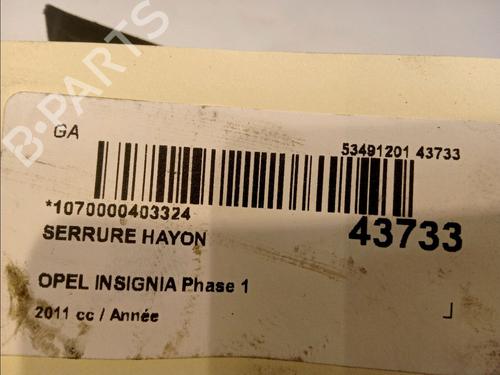 GA
53491201 43733
*1070000403324
SERRURE HAYON
43733
OPEL INSIGNIA Phase 1
2011 cc / Année
B-PARTS